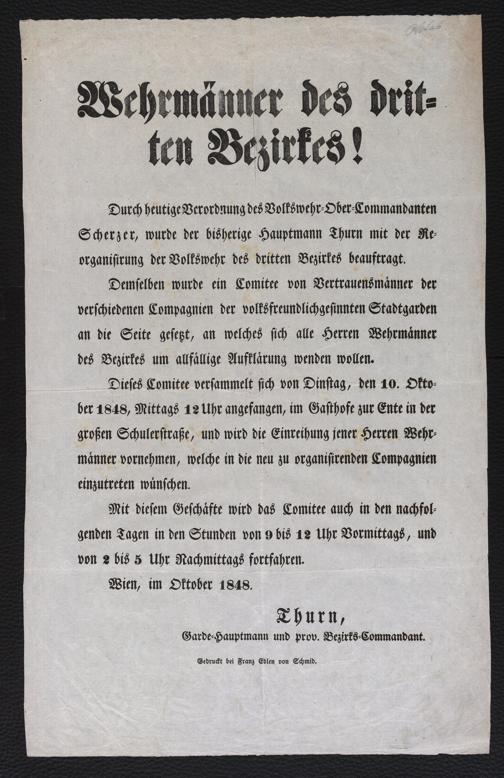 Wehrmänner des drit=
ten Bezirkes!
Durch heutige Verordnung des Volkswehr=Ober=Commandanten
Scherzer, wurde der bisherige Hauptmann Thurn mit der Re=
organisirung der Volkswehr des dritten Bezirkes beauftragt.
Demselben wurde ein Comitee von Vertrauensmänner der
verschiedenen Compagnien der volksfreundlichgesinnten Stadtgarden
an die Seite gesetzt, an welches sich alle Herren Wehrmänner
des Bezirkes um allfällige Aufklärung wenden wollen.
Dieses Comitee versammelt sich von Dinstag, den 10. Okto=
ber 1848, Mittags 12 Uhr angefangen, im Gasthofe zur Ente in der
großen Schulerstraße, und wird die Einreihung jener Herren Wehr=
männer vornehmen, welche in die neu zu organisirenden Compagnien
einzutreten wünschen.
Mit diesem Geschäfte wird das Comitee auch in den nachfol=
genden Tagen in den Stunden von 9 bis 12 Uhr Vormittags, und
von 2 bis 5 Uhr Nachmittags fortfahren.
Wien, im Oktober 1848.
Thurn,
Garde=Hauptmann und prov. Bezirks=Commandant.
Gedruckt bei Franz Edlen von Schmid.